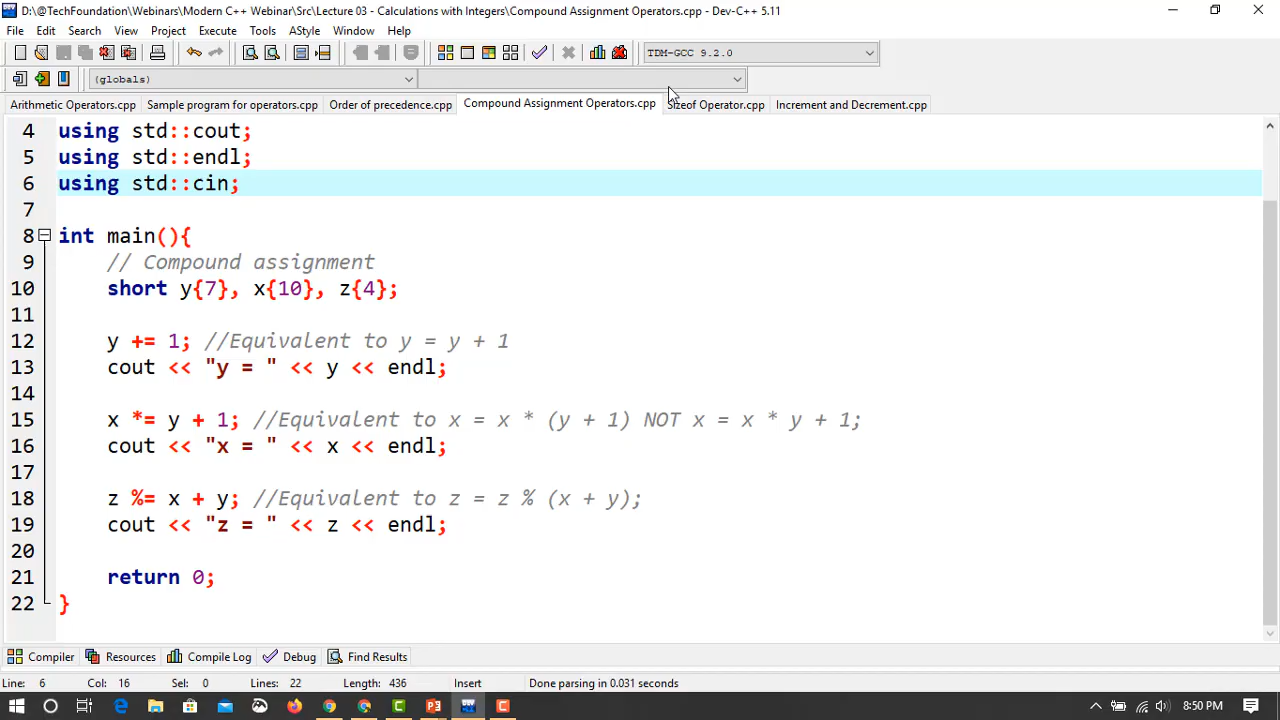 D:\@TechFoundation\Webinars\Modern C++ Webinar\Src\Lecture 03 - Calculations with Integers\Compound Assignment Operators.cpp - Dev-C++ 5.11
File Edit Search View Project Execute Tools AStyle Window Help
TDM-GCC 9.2.0
(globals)
Arithmetic Operators.cpp Sample program for operators.cpp Order of precedence.cpp Compound Assignment Operators.cpp Sizeof Operator.cpp Increment and Decrement.cpp
4 using std::cout;
5 using std::endl;
6 using std::cin;
7
8 int main(){
9 // Compound assignment
10 short y{7}, x{10}, z{4};
11
12 y += 1; //Equivalent to y = y + 1
13 cout << "y = " << y << endl;
14
15 x *= y + 1; //Equivalent to x = x * (y + 1) NOT x = x * y + 1;
16 cout << "x = " << x << endl;
17
18 z %= x + y; //Equivalent to z = z % (x + y);
19 cout << "z = " << z << endl;
20
21 return 0;
22 }
Compiler Resources Compile Log Debug Find Results
Line: 6 Col: 16 Sel: 0 Lines: 22 Length: 436 Insert Done parsing in 0.031 seconds
8:50 PM